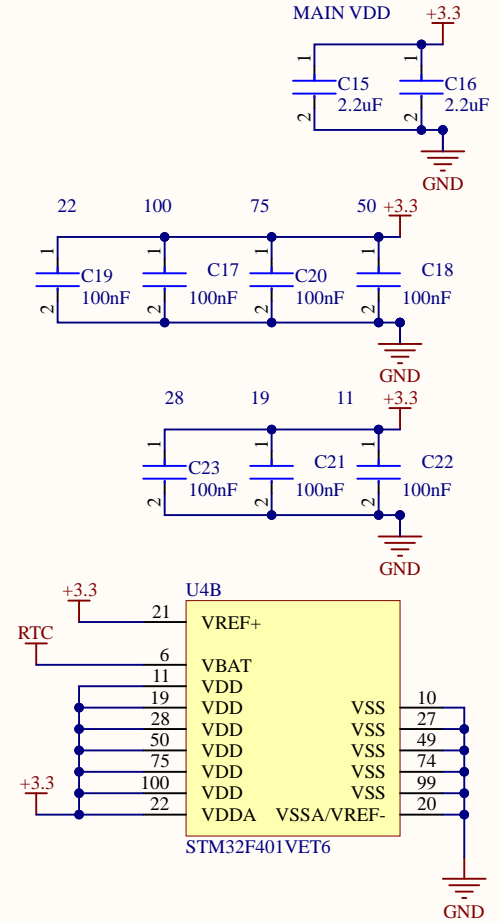 MAIN VDD +3.3
1 1
C15 C16
2.2uF 2.2uF
2 2
GND
22 100 75 50 +3.3
1 1 1 1
C19 C17 C20 C18
100nF 100nF 100nF 100nF
2 2 2 2
GND
28 19 11 +3.3
1 1 1
C23 C21 C22
100nF 100nF 100nF
2 2 2
GND
U4B
+3.3
21 VREF+
RTC
6 VBAT
11 VDD
19 VDD VSS 10
28 VDD VSS 27
50 VDD VSS 49
75 VDD VSS 74
+3.3
100 VDD VSS 99
22 VDDA VSSA/VREF- 20
STM32F401VET6
GND